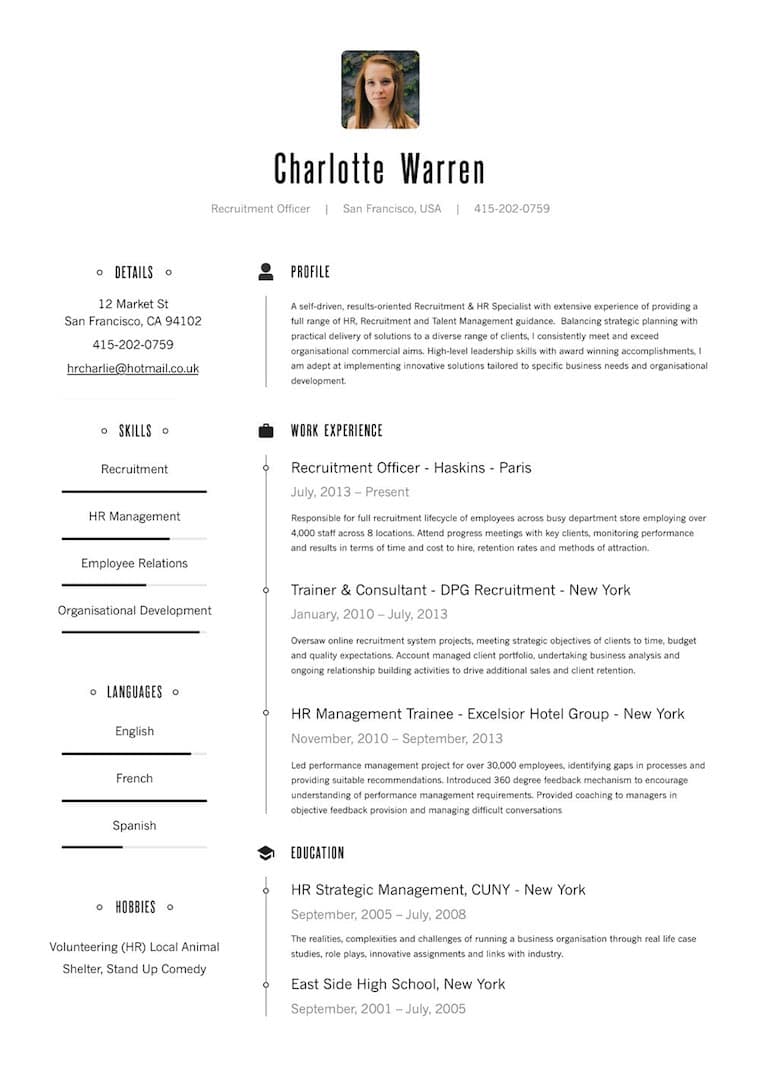 Charlotte Warren
Recruitment Officer | San Francisco, USA | 415-202-0759
DETAILS
12 Market St
San Francisco, CA 94102
415-202-0759
hrcharlie@hotmail.co.uk
SKILLS
Recruitment
HR Management
Employee Relations
Organisational Development
LANGUAGES
English
French
Spanish
HOBBIES
Volunteering (HR) Local Animal
Shelter, Stand Up Comedy
PROFILE
A self-driven, results-oriented Recruitment & HR Specialist with extensive experience of providing a
full range of HR, Recruitment and Talent Management guidance.  Balancing strategic planning with
practical delivery of solutions to a diverse range of clients, I consistently meet and exceed
organisational commercial aims. High-level leadership skills with award winning accomplishments, I
am adept at implementing innovative solutions tailored to specific business needs and organisational
development.
WORK EXPERIENCE
Recruitment Officer - Haskins - Paris
July, 2013 – Present
Responsible for full recruitment lifecycle of employees across busy department store employing over
4,000 staff across 8 locations. Attend progress meetings with key clients, monitoring performance
and results in terms of time and cost to hire, retention rates and methods of attraction.
Trainer & Consultant - DPG Recruitment - New York
January, 2010 – July, 2013
Oversaw online recruitment system projects, meeting strategic objectives of clients to time, budget
and quality expectations. Account managed client portfolio, undertaking business analysis and
ongoing relationship building activities to drive additional sales and client retention.
HR Management Trainee - Excelsior Hotel Group - New York
November, 2010 – September, 2013
Led performance management project for over 30,000 employees, identifying gaps in processes and
providing suitable recommendations. Introduced 360 degree feedback mechanism to encourage
understanding of performance management requirements. Provided coaching to managers in
objective feedback provision and managing difficult conversations
EDUCATION
HR Strategic Management, CUNY - New York
September, 2005 – July, 2008
The realities, complexities and challenges of running a business organisation through real life case
studies, role plays, innovative assignments and links with industry.
East Side High School, New York
September, 2001 – July, 2005